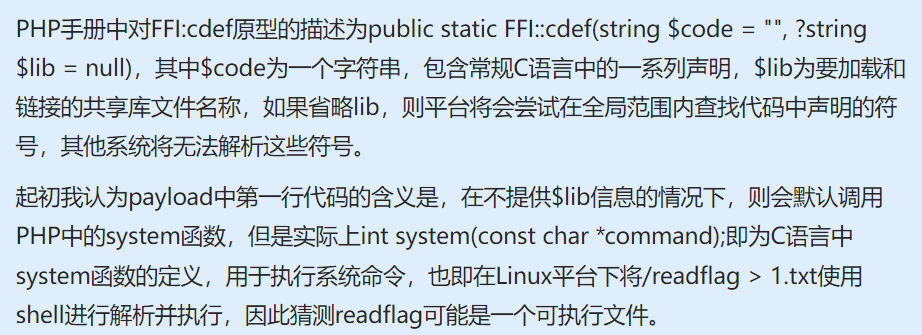 PHP手册中对FFI:cdef原型的描述为public static FFI::cdef(string $code = "", ?string
$lib = null)，其中$code为一个字符串，包含常规C语言中的一系列声明，$lib为要加载和
链接的共享库文件名称，如果省略lib，则平台将会尝试在全局范围内查找代码中声明的符
号，其他系统将无法解析这些符号。
起初我认为payload中第一行代码的含义是，在不提供$lib信息的情况下，则会默认调用
PHP中的system函数，但是实际上int system(const char *command);即为C语言中
system函数的定义，用于执行系统命令，也即在Linux平台下将/readflag > 1.txt使用
shell进行解析并执行，因此猜测readflag可能是一个可执行文件。